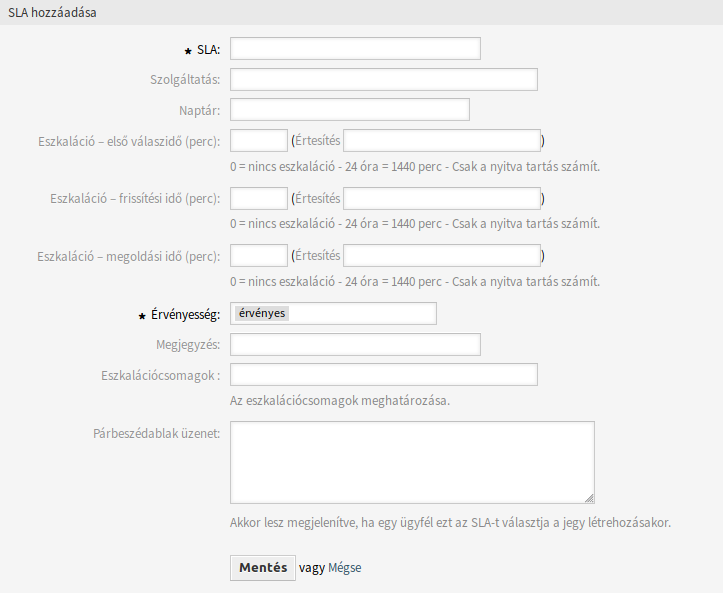 SLA hozzáadása
★ SLA:
Szolgáltatás:
Naptár:
Eszkaláció – első válaszidő (perc): (Értesítés )
0 = nincs eszkaláció - 24 óra = 1440 perc - Csak a nyitva tartás számít.
Eszkaláció – frissítési idő (perc): (Értesítés )
0 = nincs eszkaláció - 24 óra = 1440 perc - Csak a nyitva tartás számít.
Eszkaláció – megoldási idő (perc): (Értesítés )
0 = nincs eszkaláció - 24 óra = 1440 perc - Csak a nyitva tartás számít.
★ Érvényesség: érvényes
Megjegyzés:
Eszkalációcsomagok :
Az eszkalációcsomagok meghatározása.
Párbeszédablak üzenet:
Akkor lesz megjelenítve, ha egy ügyfél ezt az SLA-t választja a jegy létrehozásakor.
Mentés vagy Mégse